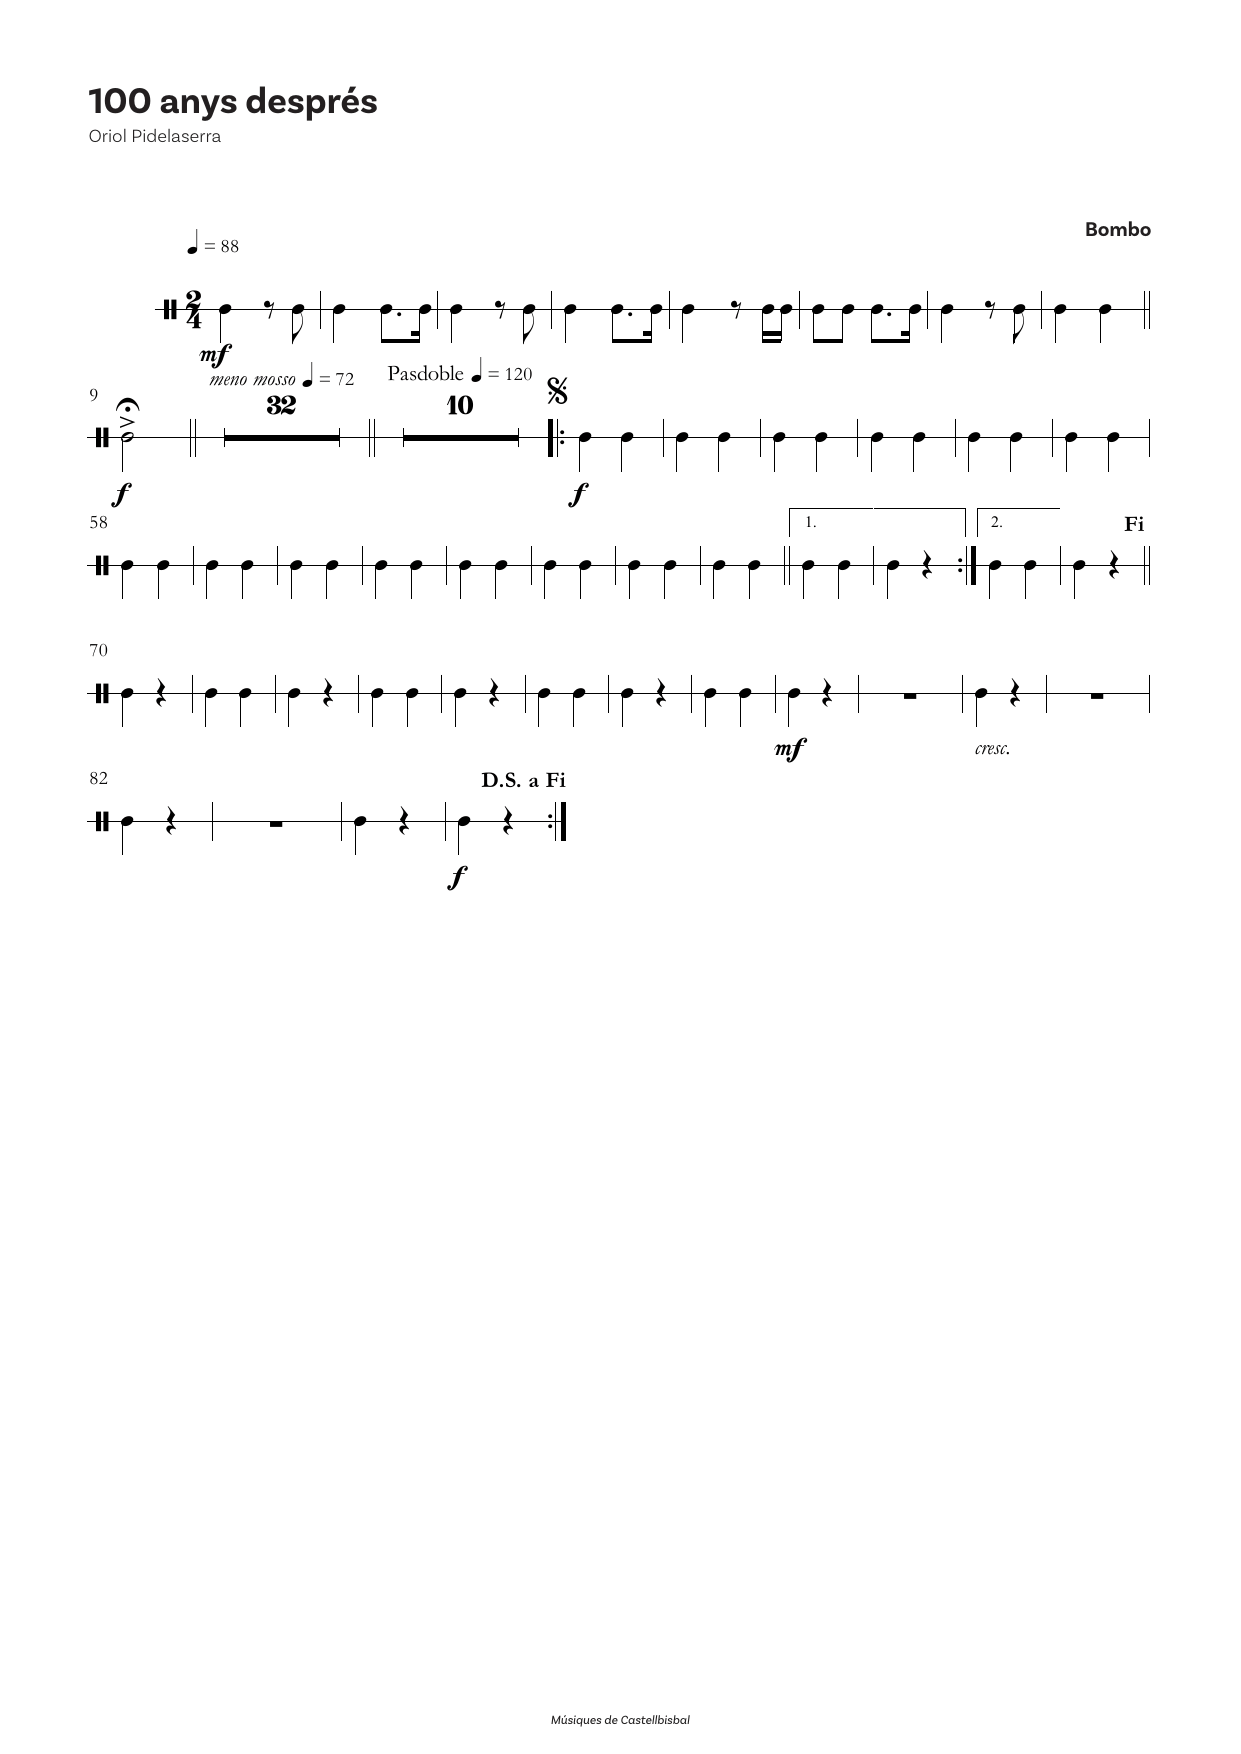 100 anys després
Oriol Pidelaserra
Bombo
= 88
2
4
mf
meno mosso = 72
Pasdoble = 120
9
32
10
f
f
58
1.
2.
Fi
70
mf
cresc.
82
D.S. a Fi
f
Músiques de Castellbisbal